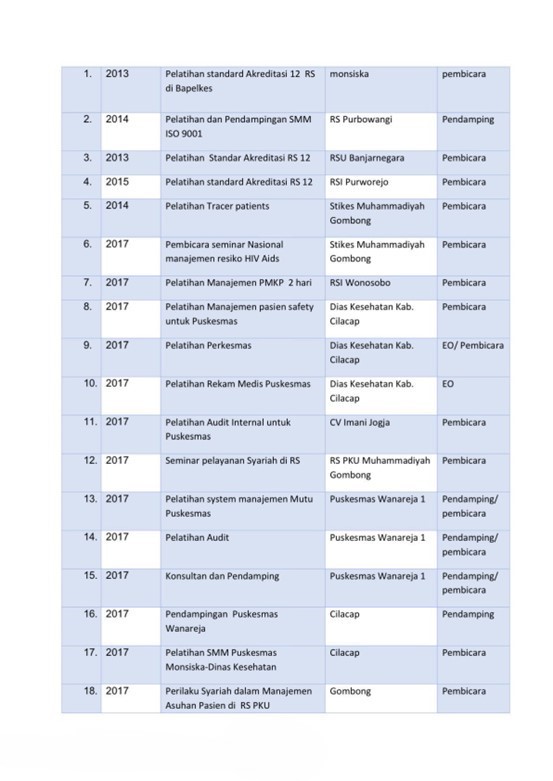 1. 2013 Pelatihan standard Akreditasi 12 RS monsiska pembicara
di Bapelkes
2. 2014 Pelatihan dan Pendampingan SMM RS Purbowangi Pendamping
ISO 9001
3. 2013 Pelatihan Standar Akreditasi RS 12 RSU Banjarnegara Pembicara
4. 2015 Pelatihan standard Akreditasi RS 12 RSI Purworejo Pembicara
5. 2014 Pelatihan Tracer patients Stikes Muhammadiyah Pembicara
Gombong
6. 2017 Pembicara seminar Nasional Stikes Muhammadiyah Pembicara
manajemen resiko HIV Aids Gombong
7. 2017 Pelatihan Manajemen PMKP 2 hari RSI Wonosobo Pembicara
8. 2017 Pelatihan Manajemen pasien safety Dias Kesehatan Kab. Pembicara
untuk Puskesmas Cilacap
9. 2017 Pelatihan Perkesmas Dias Kesehatan Kab. EO/ Pembicara
Cilacap
10. 2017 Pelatihan Rekam Medis Puskesmas Dias Kesehatan Kab. EO
Cilacap
11. 2017 Pelatihan Audit Internal untuk CV Imani Jogja Pembicara
Puskesmas
12. 2017 Seminar pelayanan Syariah di RS RS PKU Muhammadiyah Pembicara
Gombong
13. 2017 Pelatihan system manajemen Mutu Puskesmas Wanareja 1 Pendamping/
Puskesmas pembicara
14. 2017 Pelatihan Audit Puskesmas Wanareja 1 Pendamping/
pembicara
15. 2017 Konsultan dan Pendamping Puskesmas Wanareja 1 Pendamping/
pembicara
16. 2017 Pendampingan Puskesmas Cilacap Pendamping
Wanareja
17. 2017 Pelatihan SMM Puskesmas Cilacap Pembicara
Monsiska-Dinas Kesehatan
18. 2017 Perilaku Syariah dalam Manajemen Gombong Pembicara
Asuhan Pasien di RS PKU